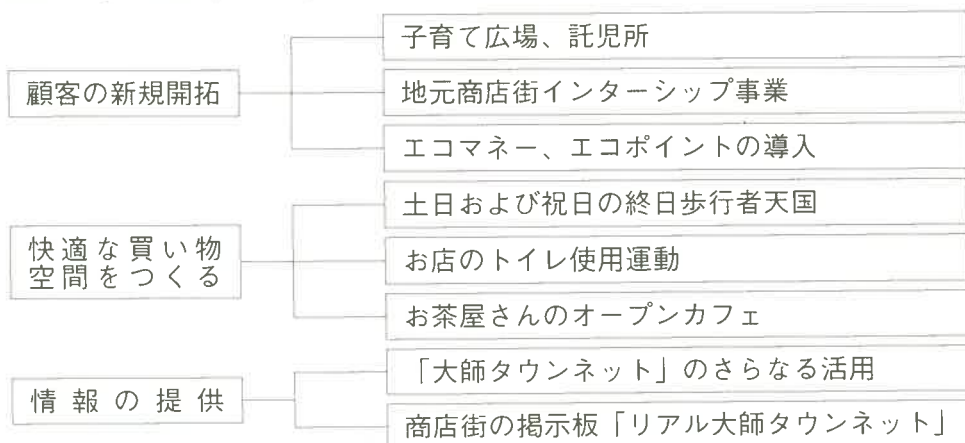 顧客の新規開拓
子育て広場、託児所
地元商店街インターシップ事業
エコマネー、エコポイントの導入
快適な買い物
空間をつくる
土日および祝日の終日歩行者天国
お店のトイレ使用運動
お茶屋さんのオープンカフェ
情報の提供
「大師タウンネット」のさらなる活用
商店街の掲示板「リアル大師タウンネット」